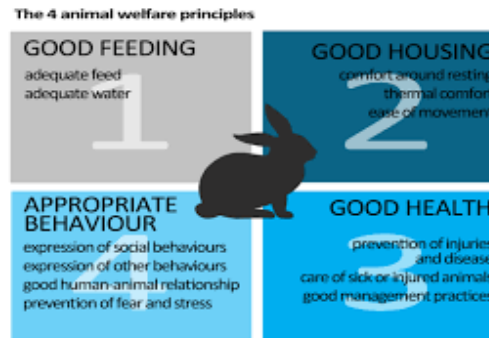 The 4 animal welfare principles
GOOD FEEDING
adequate feed
adequate water
1
GOOD HOUSING
comfort around resting
thermal comfort
ease of movement
2
APPROPRIATE
BEHAVIOUR
expression of social behaviours
expression of other behaviours
good human-animal relationship
prevention of fear and stress
4
GOOD HEALTH
prevention of injuries
and disease
care of sick or injured animals
good management practices
3